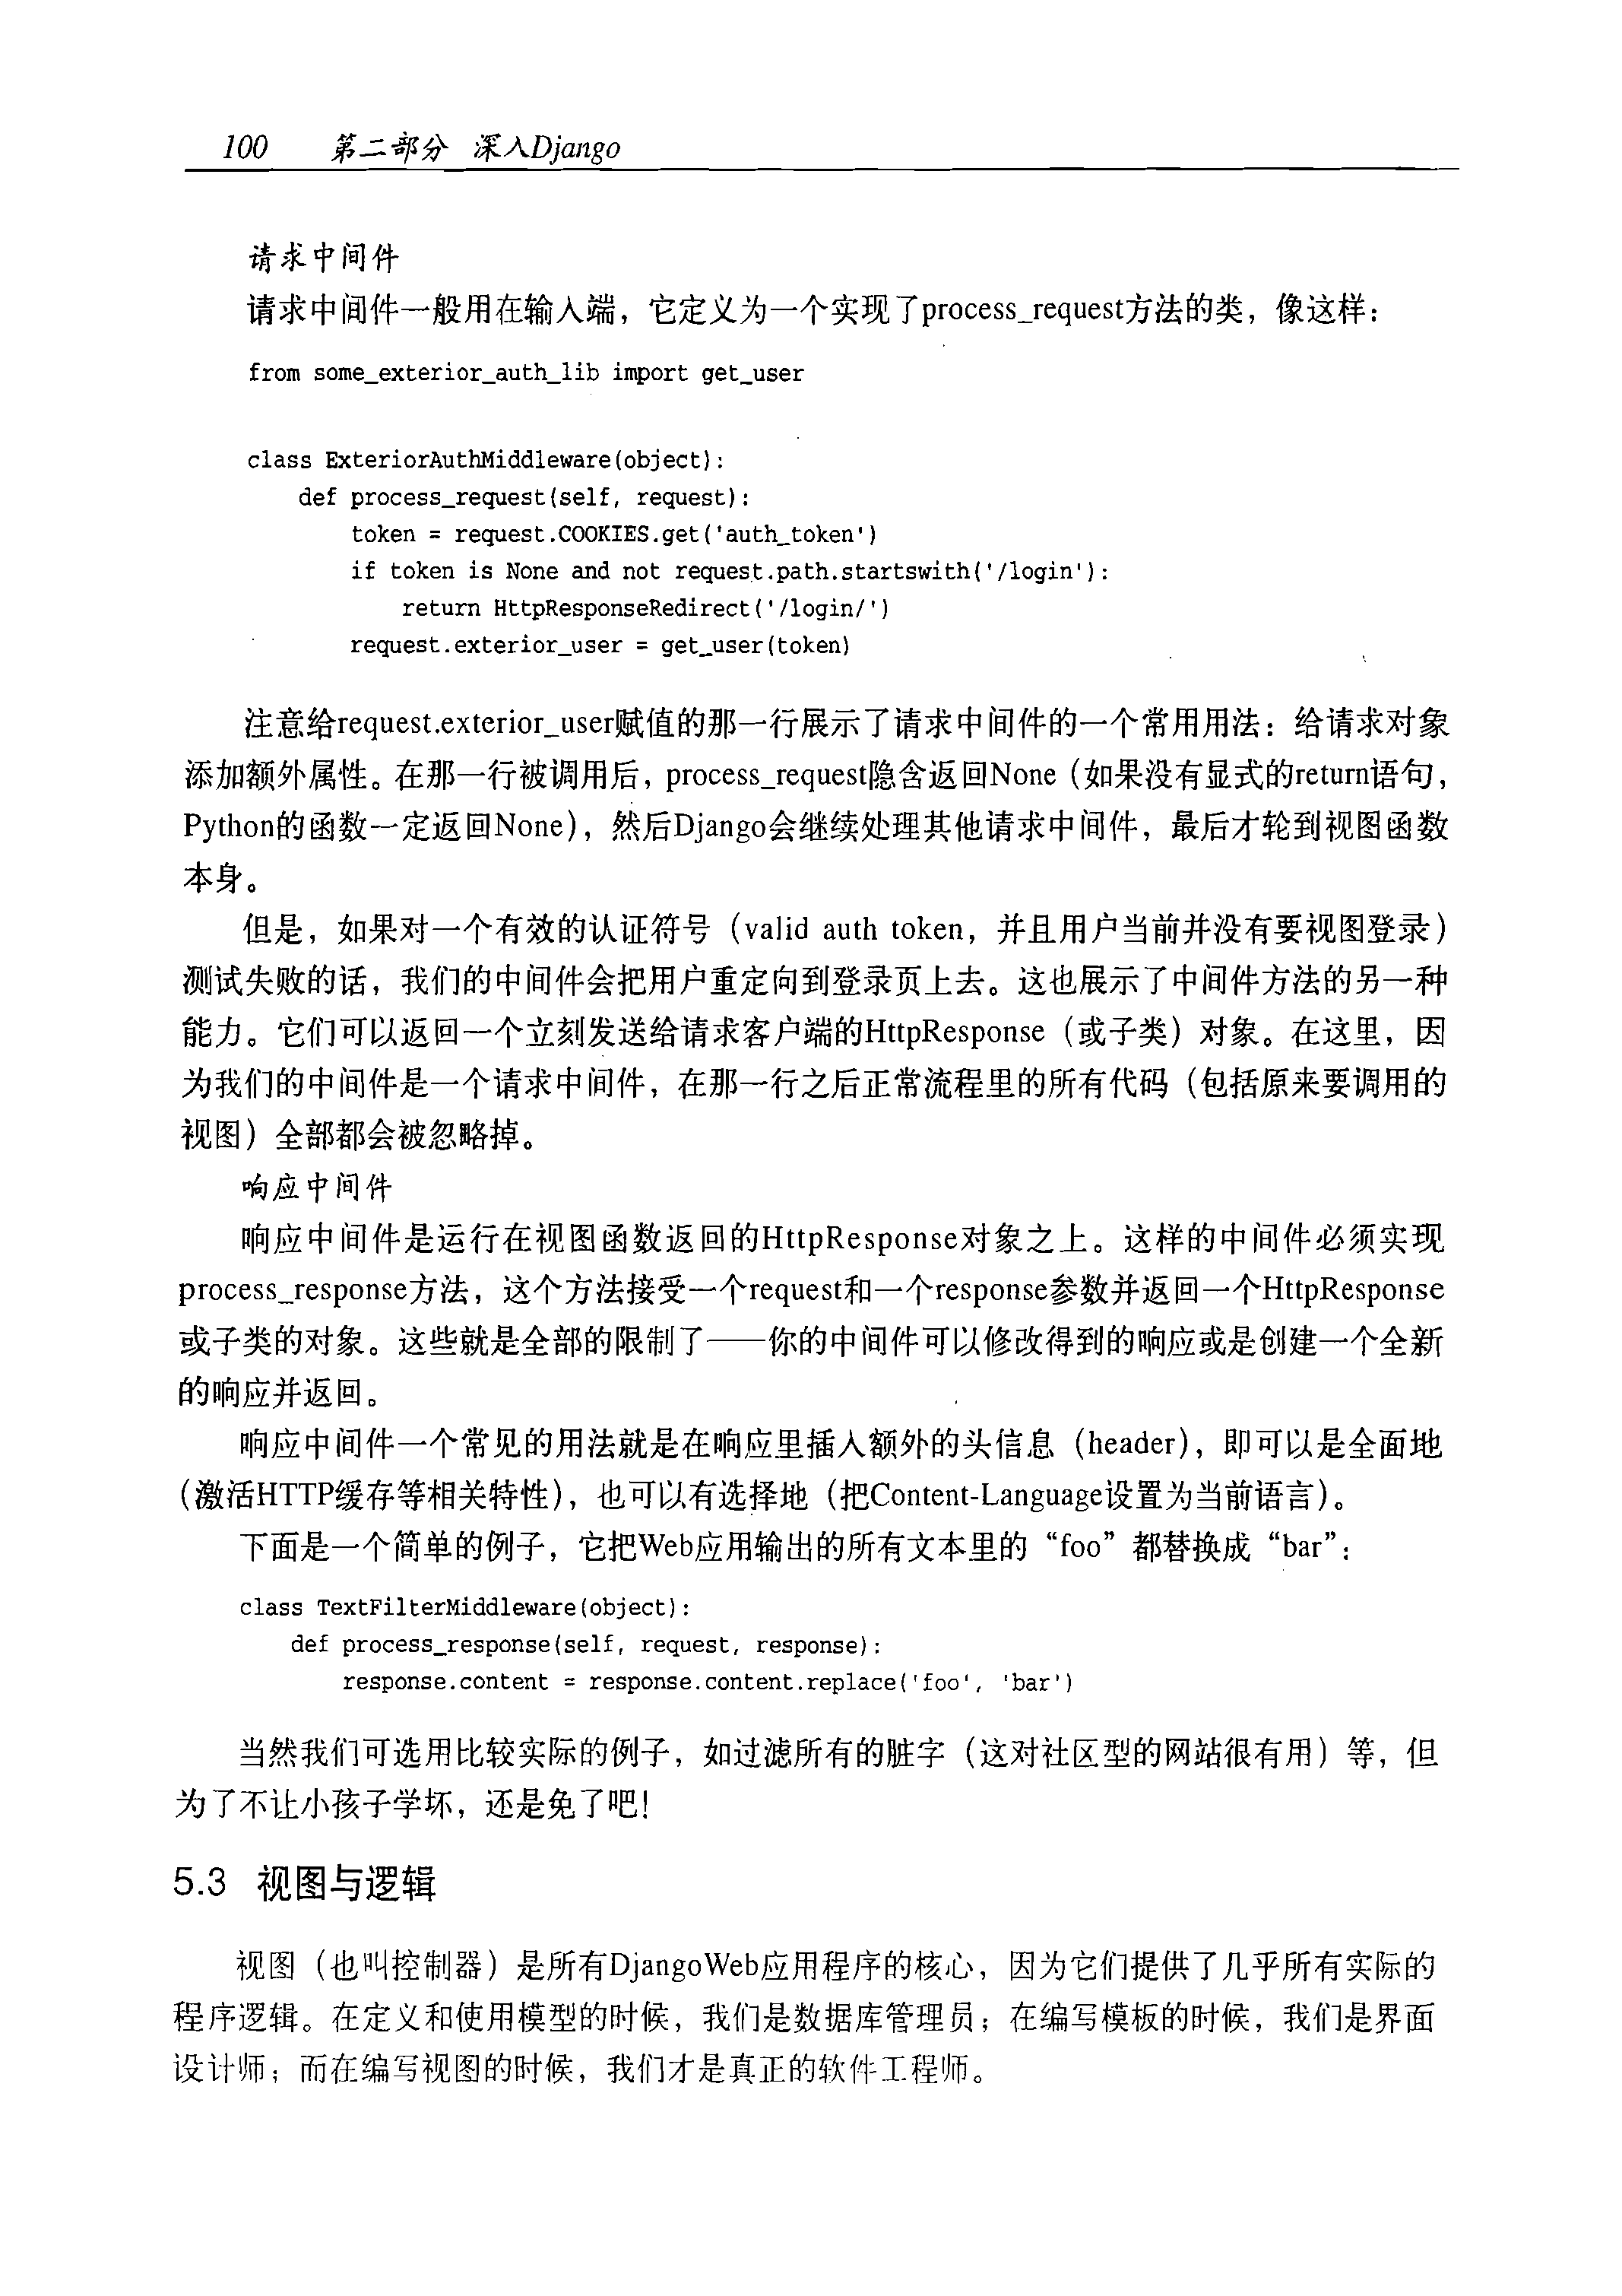 100 第二部分 深入Django
请求中间件
请求中间件一般用在输入端，它定义为一个实现了process_request方法的类，像这样：
from some_exterior_auth_lib import get_user
class ExteriorAuthMiddleware(object):
    def process_request(self, request):
        token = request.COOKIES.get('auth_token')
        if token is None and not request.path.startswith('/login'):
            return HttpResponseRedirect('/login/')
        request.exterior_user = get_user(token)
注意给request.exterior_user赋值的那一行展示了请求中间件的一个常用用法：给请求对象
添加额外属性。在那一行被调用后，process_request隐含返回None（如果没有显式的return语句，
Python的函数一定返回None），然后Django会继续处理其他请求中间件，最后才轮到视图函数
本身。
但是，如果对一个有效的认证符号（valid auth token，并且用户当前并没有要视图登录）
测试失败的话，我们的中间件会把用户重定向到登录页上去。这也展示了中间件方法的另一种
能力。它们可以返回一个立刻发送给请求客户端的HttpResponse（或子类）对象。在这里，因
为我们的中间件是一个请求中间件，在那一行之后正常流程里的所有代码（包括原来要调用的
视图）全部都会被忽略掉。
响应中间件
响应中间件是运行在视图函数返回的HttpResponse对象之上。这样的中间件必须实现
process_response方法，这个方法接受一个request和一个response参数并返回一个HttpResponse
或子类的对象。这些就是全部的限制了——你的中间件可以修改得到的响应或是创建一个全新
的响应并返回。
响应中间件一个常见的用法就是在响应里插入额外的头信息（header），即可以是全面地
（激活HTTP缓存等相关特性），也可以有选择地（把Content-Language设置为当前语言）。
下面是一个简单的例子，它把Web应用输出的所有文本里的“foo”都替换成“bar”：
class TextFilterMiddleware(object):
    def process_response(self, request, response):
        response.content = response.content.replace('foo', 'bar')
当然我们可选用比较实际的例子，如过滤所有的脏字（这对社区型的网站很有用）等，但
为了不让小孩子学坏，还是免了吧！
5.3 视图与逻辑
视图（也叫控制器）是所有DjangoWeb应用程序的核心，因为它们提供了几乎所有实际的
程序逻辑。在定义和使用模型的时候，我们是数据库管理员；在编写模板的时候，我们是界面
设计师；而在编写视图的时候，我们才是真正的软件工程师。